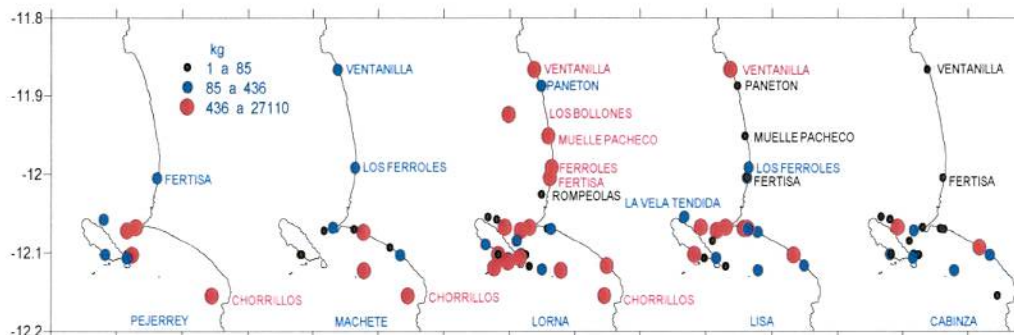 -11.8
-11.9
-12
-12.1
-12.2
kg
1 a 85
85 a 436
436 a 27110
FERTISA
CHORRILLOS
PEJERREY
VENTANILLA
LOS FERROLES
CHORRILLOS
MACHETE
VENTANILLA
PANETON
LOS BOLLONES
MUELLE PACHECO
FERROLES
FERTISA
ROMPEOLAS
CHORRILLOS
LORNA
VENTANILLA
PANETON
MUELLE PACHECO
LOS FERROLES
FERTISA
LA VELA TENDIDA
LISA
VENTANILLA
FERTISA
CABINZA